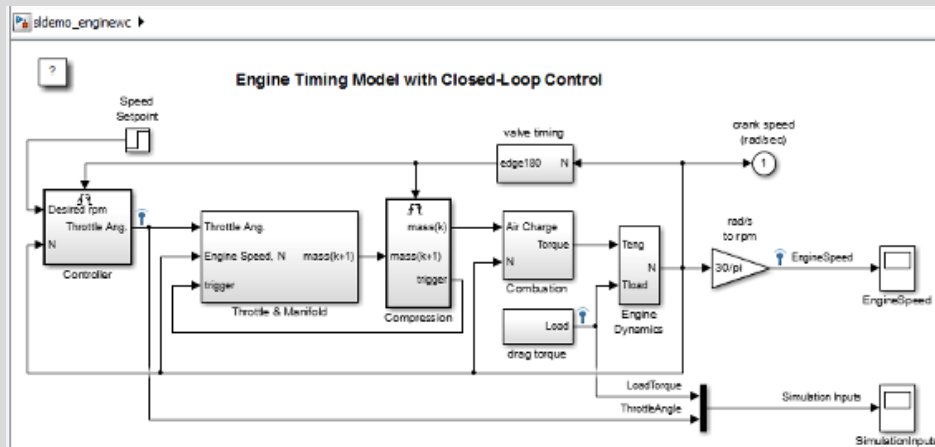 sldemo_enginewc
?
Engine Timing Model with Closed-Loop Control
Speed
Setpoint
valve timing
edge180 N
crank speed
(rad/sec)
1
Desired rpm
Throttle Ang.
N
Controller
Throttle Ang.
Engine Speed, N
mass(k+1)
trigger
Throttle & Manifold
mass(k)
mass(k+1)
trigger
Compression
Air Charge
Torque
N
Combustion
Load
drag torque
Teng
N
Tload
Engine
Dynamics
rad/s
to rpm
30/pi
EngineSpeed
EngineSpeed
LoadTorque
ThrottleAngle
Simulation Inputs
SimulationInputs